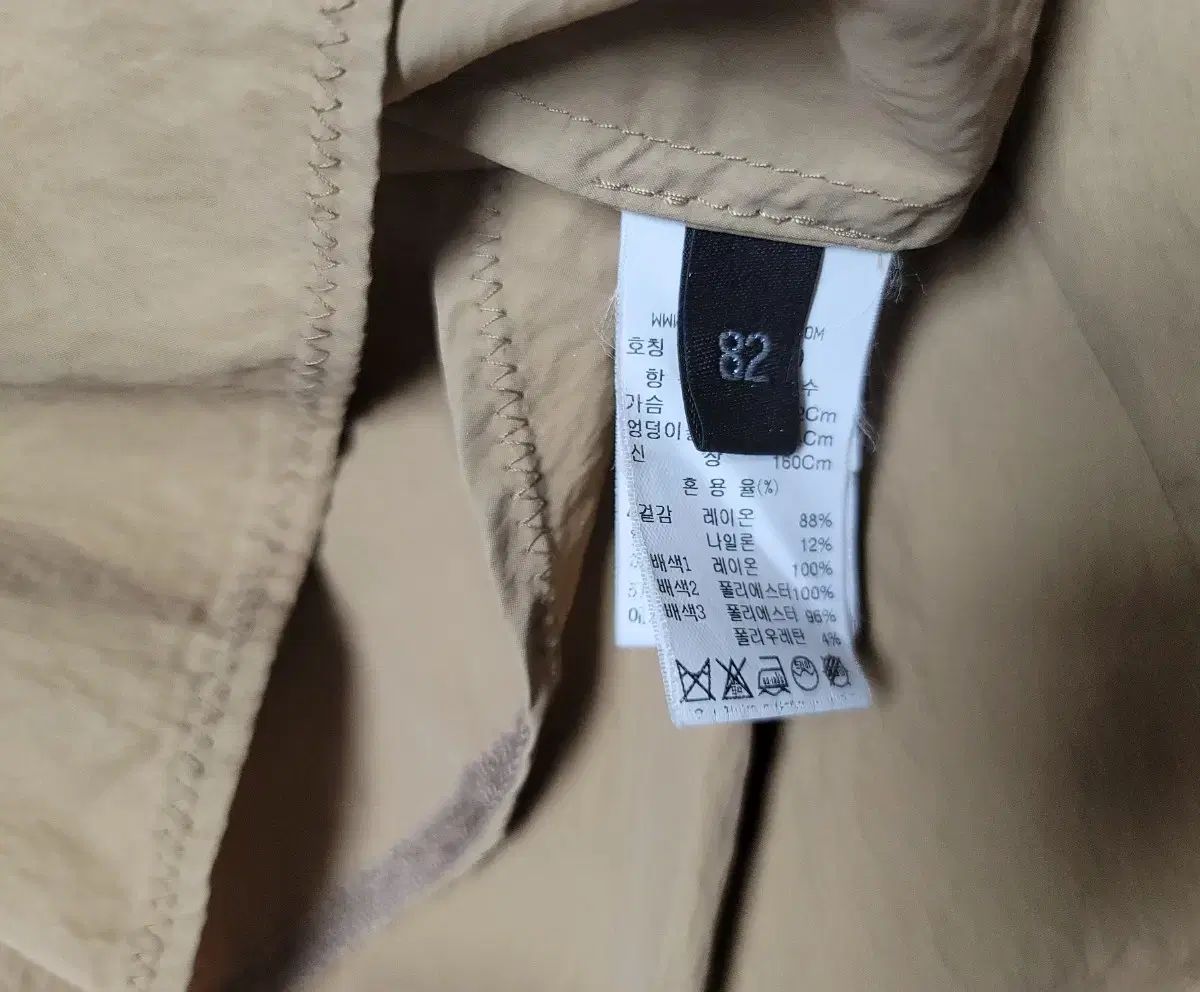 82
호칭
항 수
가슴 2Cm
엉덩이 Cm
신 장 160Cm
혼 용 율(%)
겉감 레이온 88%
나일론 12%
배색1 레이온 100%
배색2 폴리에스터100%
배색3 폴리에스터 96%
폴리우레탄 4%